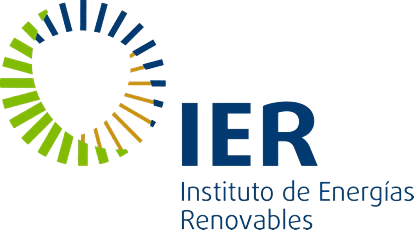 IER
Instituto de Energías
Renovables